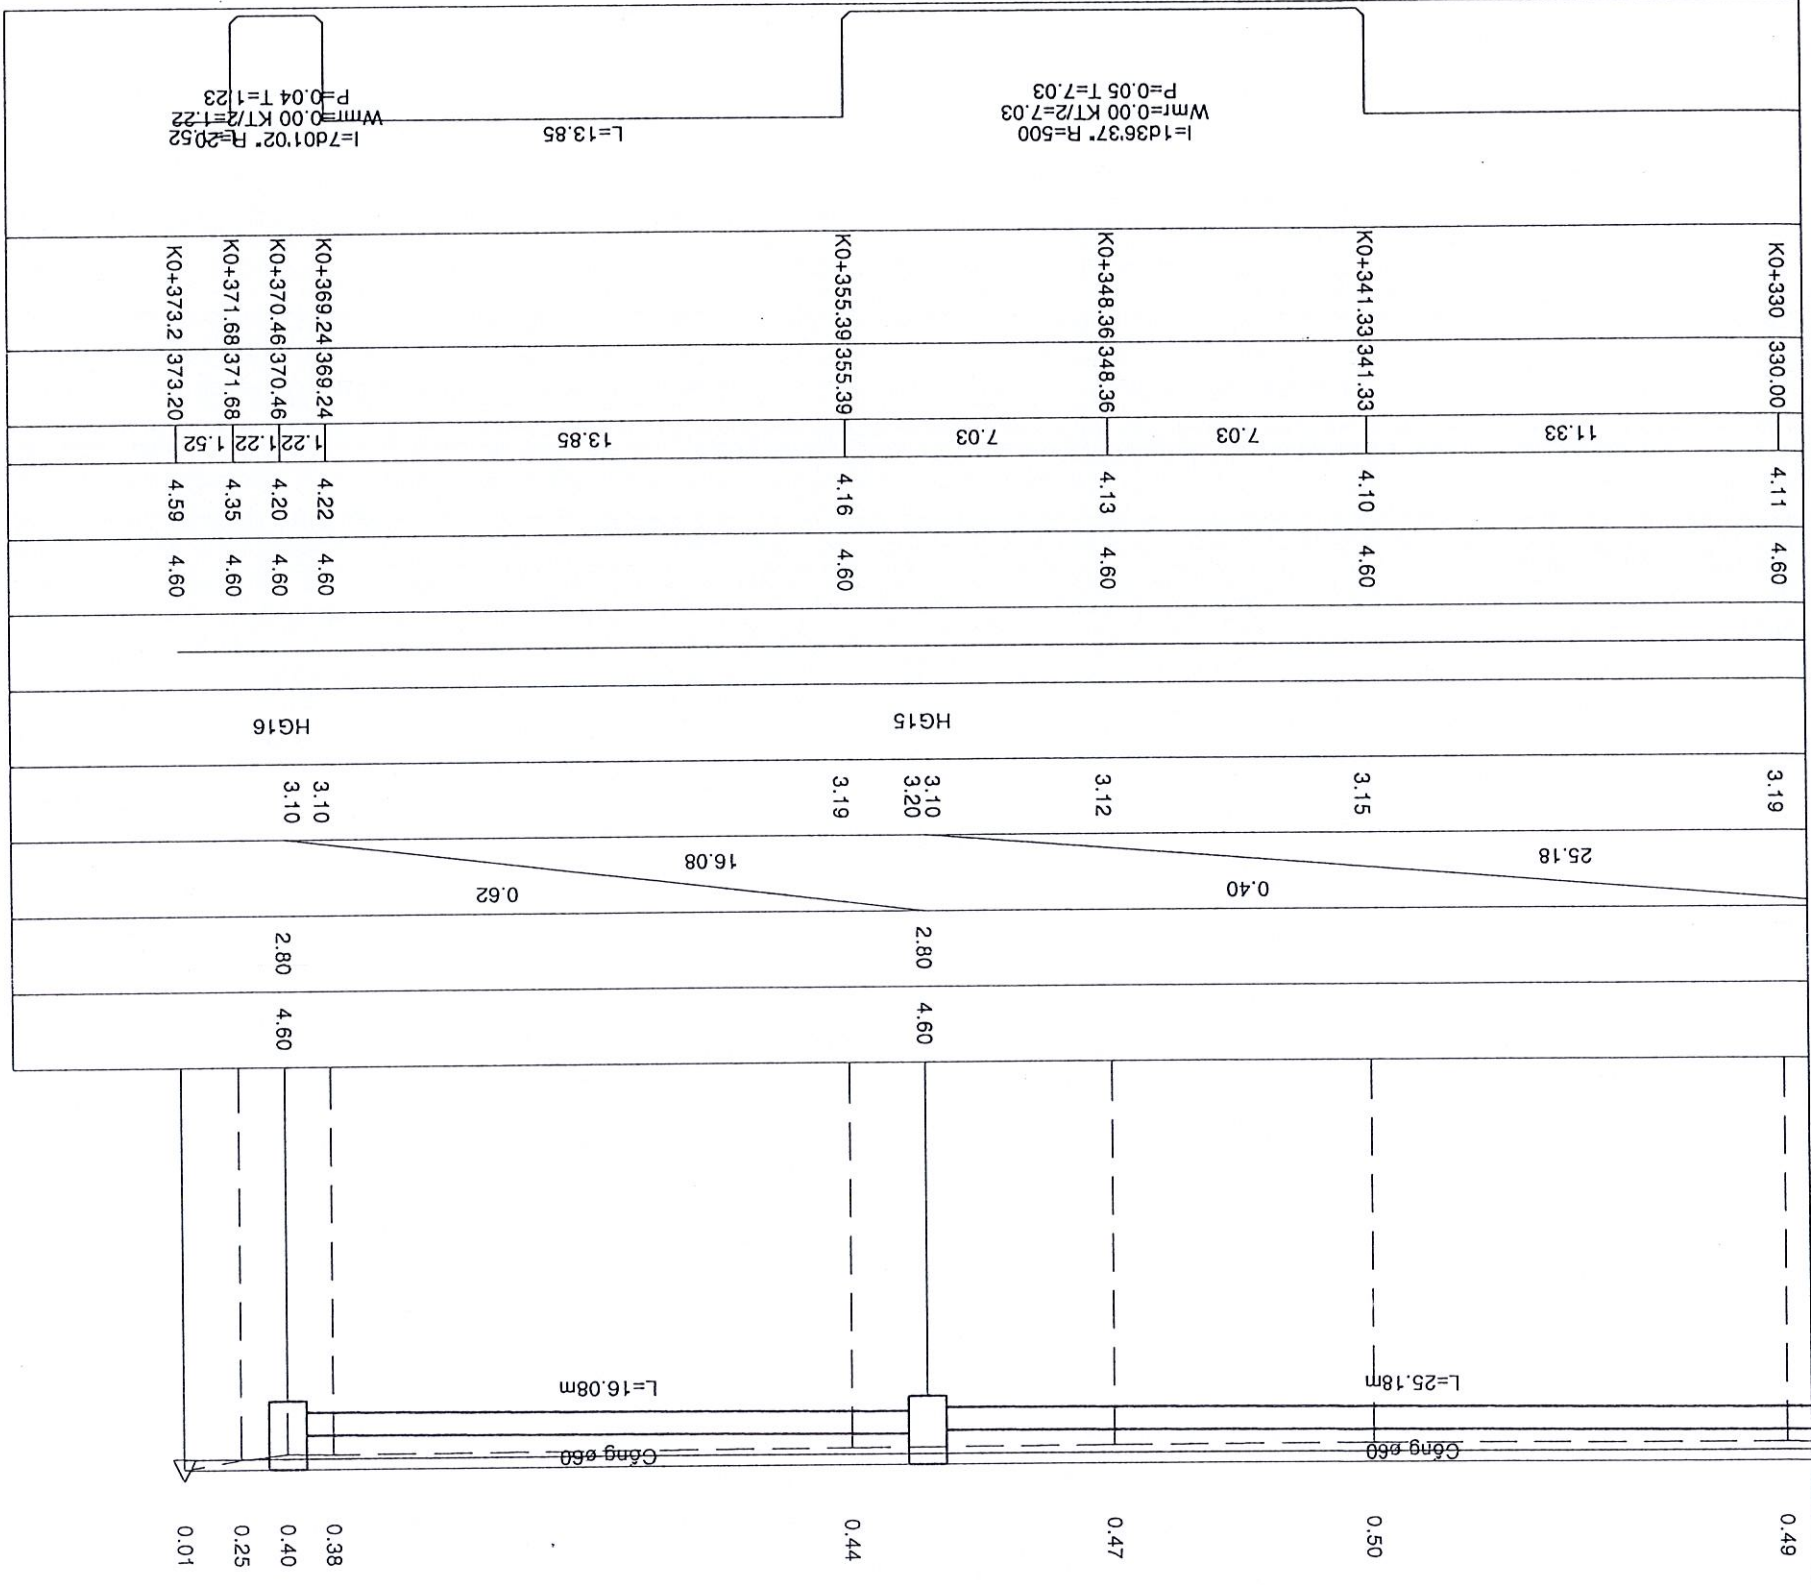 0.49
0.50
0.47
0.44
0.38
0.40
0.25
0.01
Cống ø60
Cống ø60
L=25.18m
L=16.08m
4.60
4.60
2.80
2.80
0.40
0.62
25.18
16.08
3.19
3.15
3.12
3.10
3.20
3.19
3.10
3.10
HG15
HG16
4.60
4.60
4.60
4.60
4.60
4.60
4.60
4.60
4.11
4.10
4.13
4.16
4.22
4.20
4.35
4.59
11.33
7.03
7.03
13.85
1.22
1.22
1.52
330.00
341.33
348.36
355.39
369.24
370.46
371.68
373.20
K0+330
K0+341.33
K0+348.36
K0+355.39
K0+369.24
K0+370.46
K0+371.68
K0+373.2
I=1d36'37" R=500
Wmr=0.00 KT/2=7.03
P=0.05 T=7.03
L=13.85
I=7d01'02" R=20
L=1.52
Wmr=0.00 KT/2=1.22
P=0.04 T=1.23